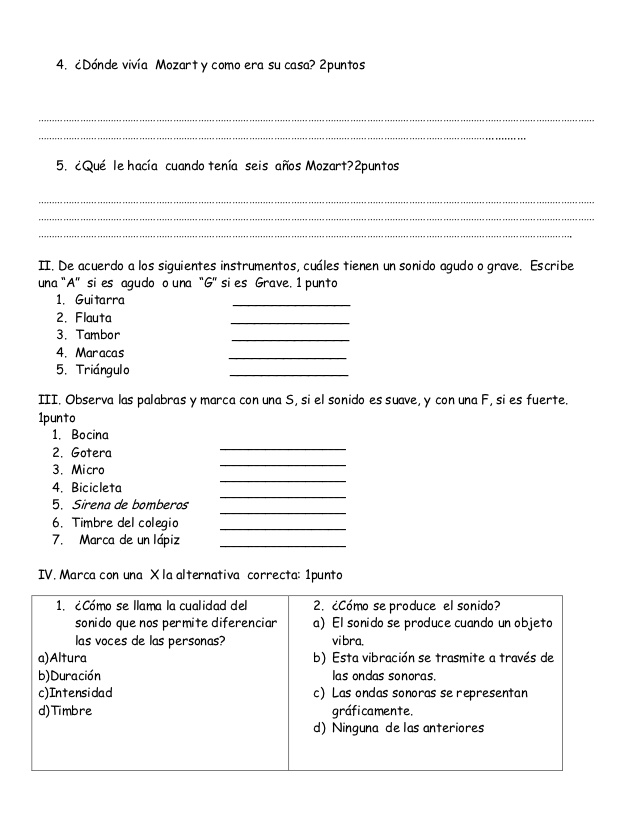 4. ¿Dónde vivía Mozart y como era su casa? 2puntos
5. ¿Qué le hacía cuando tenía seis años Mozart?2puntos
II. De acuerdo a los siguientes instrumentos, cuáles tienen un sonido agudo o grave. Escribe
una “A” si es agudo o una “G” si es Grave. 1 punto
1. Guitarra
2. Flauta
3. Tambor
4. Maracas
5. Triángulo
III. Observa las palabras y marca con una S, si el sonido es suave, y con una F, si es fuerte.
1punto
1. Bocina
2. Gotera
3. Micro
4. Bicicleta
5. Sirena de bomberos
6. Timbre del colegio
7. Marca de un lápiz
IV. Marca con una X la alternativa correcta: 1punto
1. ¿Cómo se llama la cualidad del
sonido que nos permite diferenciar
las voces de las personas?
a)Altura
b)Duración
c)Intensidad
d)Timbre
2. ¿Cómo se produce el sonido?
a) El sonido se produce cuando un objeto
vibra.
b) Esta vibración se trasmite a través de
las ondas sonoras.
c) Las ondas sonoras se representan
gráficamente.
d) Ninguna de las anteriores